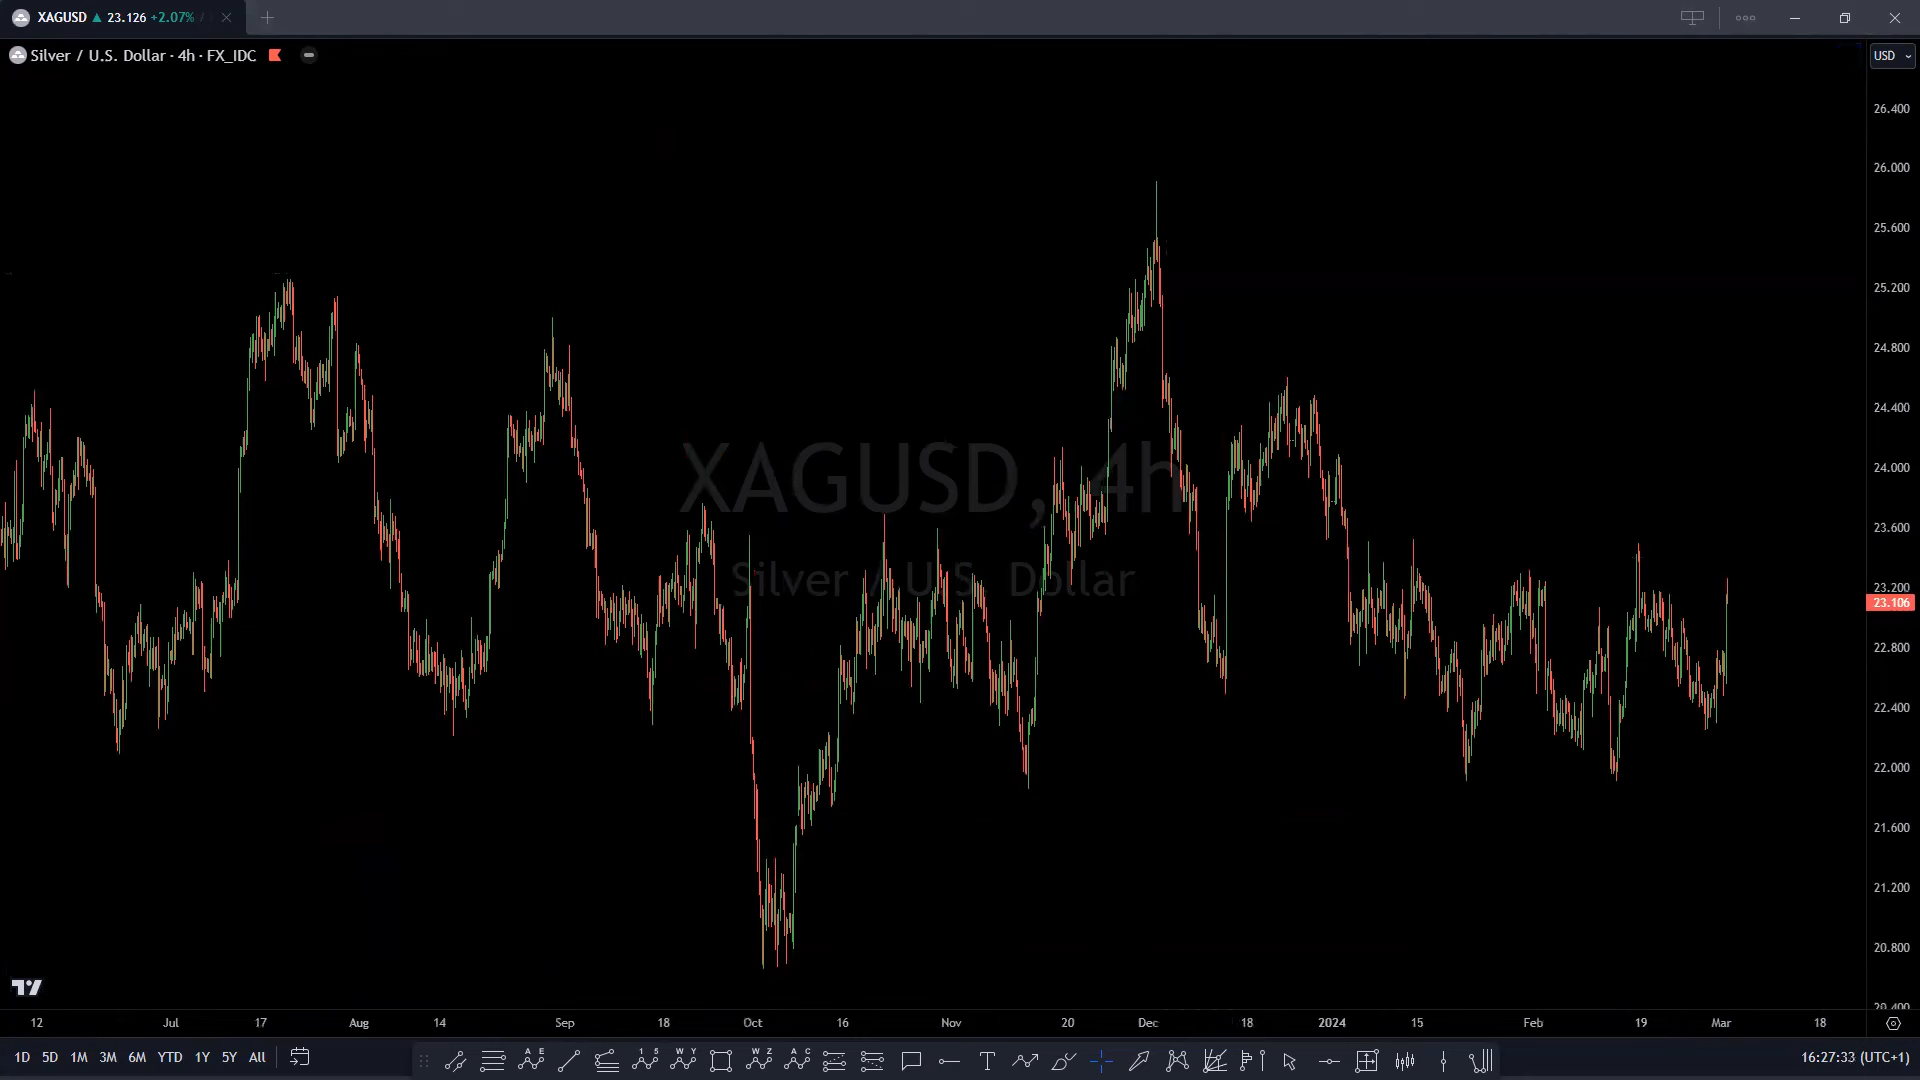 XAGUSD ▲ 23.126 +2.07% /
Silver / U.S. Dollar · 4h · FX_IDC
USD
26.400
26.000
25.600
25.200
24.800
24.400
24.000
23.600
23.200
23.106
22.800
22.400
22.000
21.600
21.200
20.800
20.400
XAGUSD, 4h
Silver / U.S. Dollar
12 Jul 17 Aug 14 Sep 18 Oct 16 Nov 20 Dec 18 2024 15 Feb 19 Mar 18
1D 5D 1M 3M 6M YTD 1Y 5Y All
A E
1 5
W Y
W Z
A C
T
16:27:33 (UTC+1)